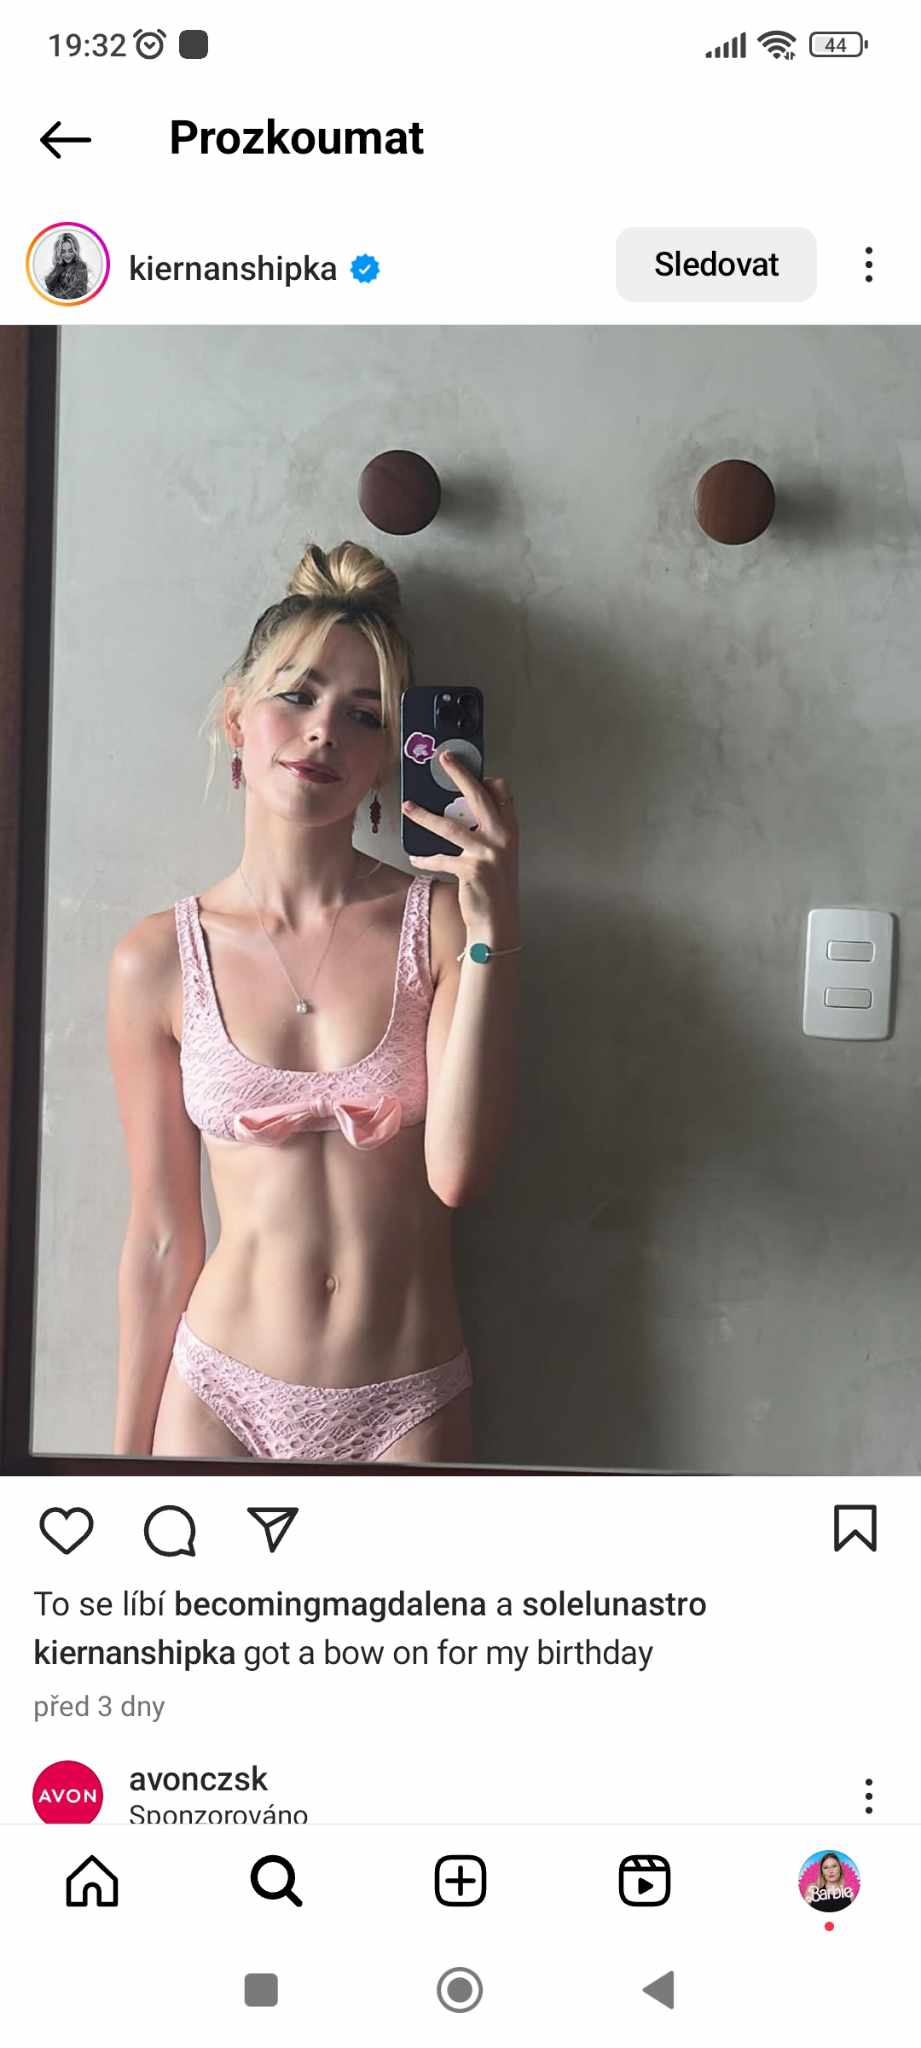 19:32
44
Prozkoumat
kiernanshipka
Sledovat
To se líbí becomingmagdalena a solelunastro
kiernanshipka got a bow on for my birthday
před 3 dny
AVON
avonczsk
Sponzorováno
Barbie